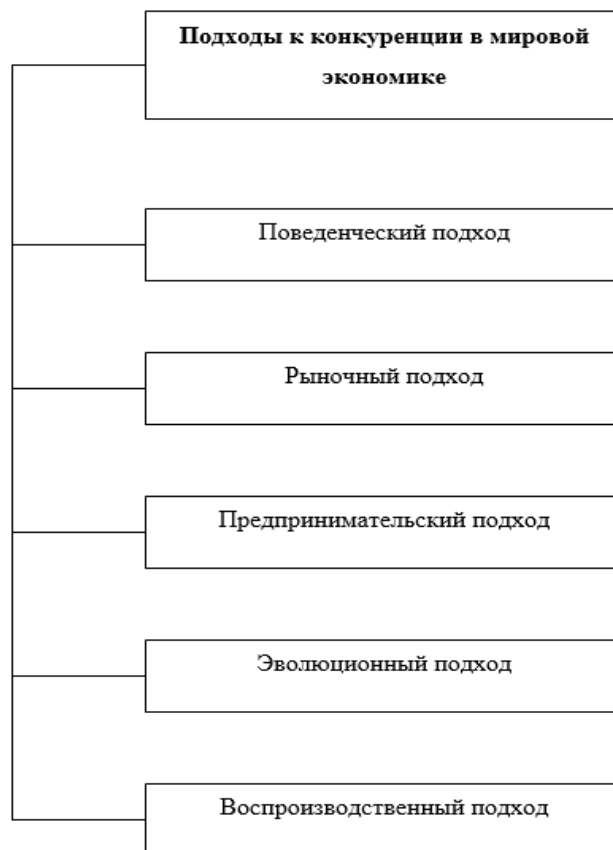 Подходы к конкуренции в мировой
экономике
Поведенческий подход
Рыночный подход
Предпринимательский подход
Эволюционный подход
Воспроизводственный подход